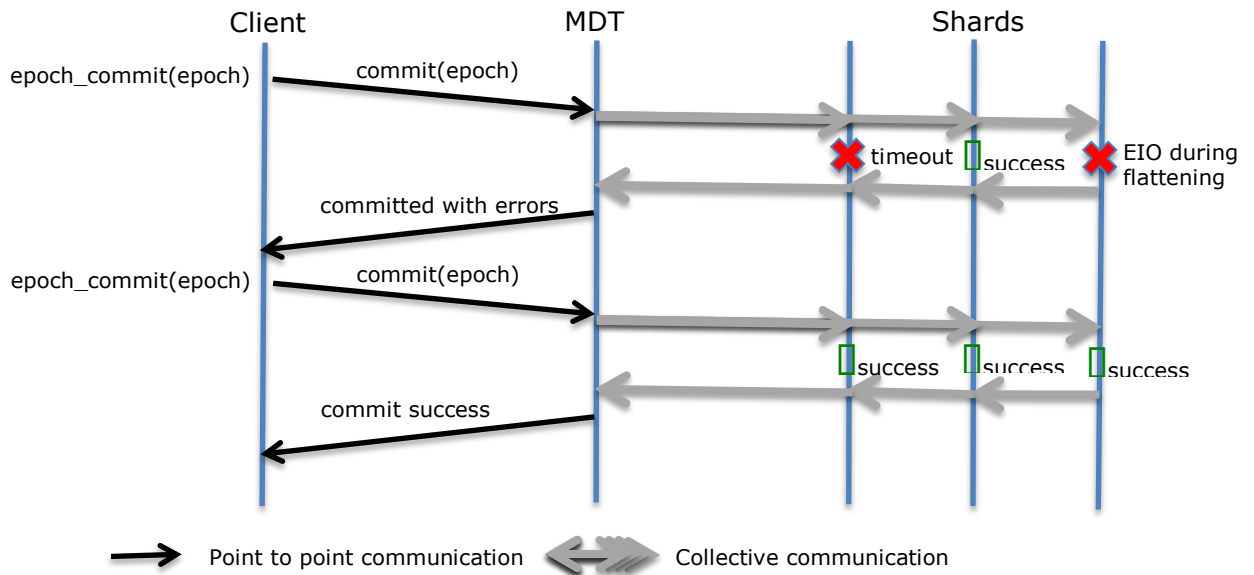 Client MDT Shards
epoch_commit(epoch) commit(epoch)
timeout success EIO during
flattening
committed with errors
epoch_commit(epoch) commit(epoch)
success success success
commit success
Point to point communication Collective communication